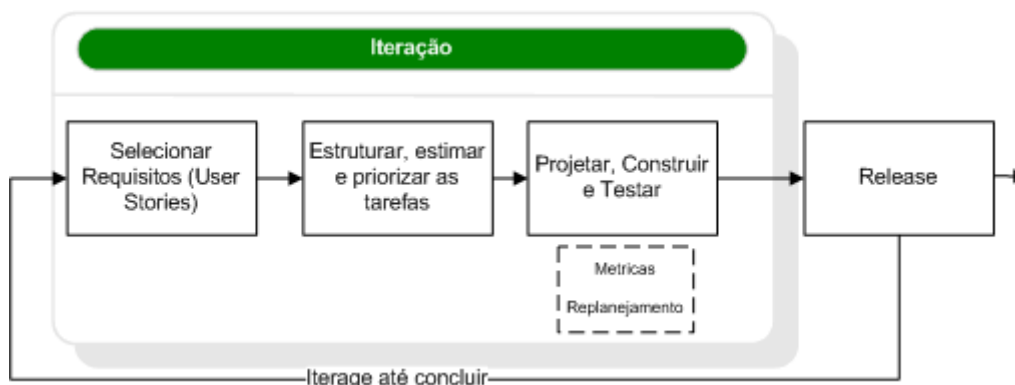 Iteração
Selecionar
Requisitos (User
Stories)
Estruturar, estimar
e priorizar as
tarefas
Projetar, Construir
e Testar
Release
Metricas
Replanejamento
Iterage até concluir